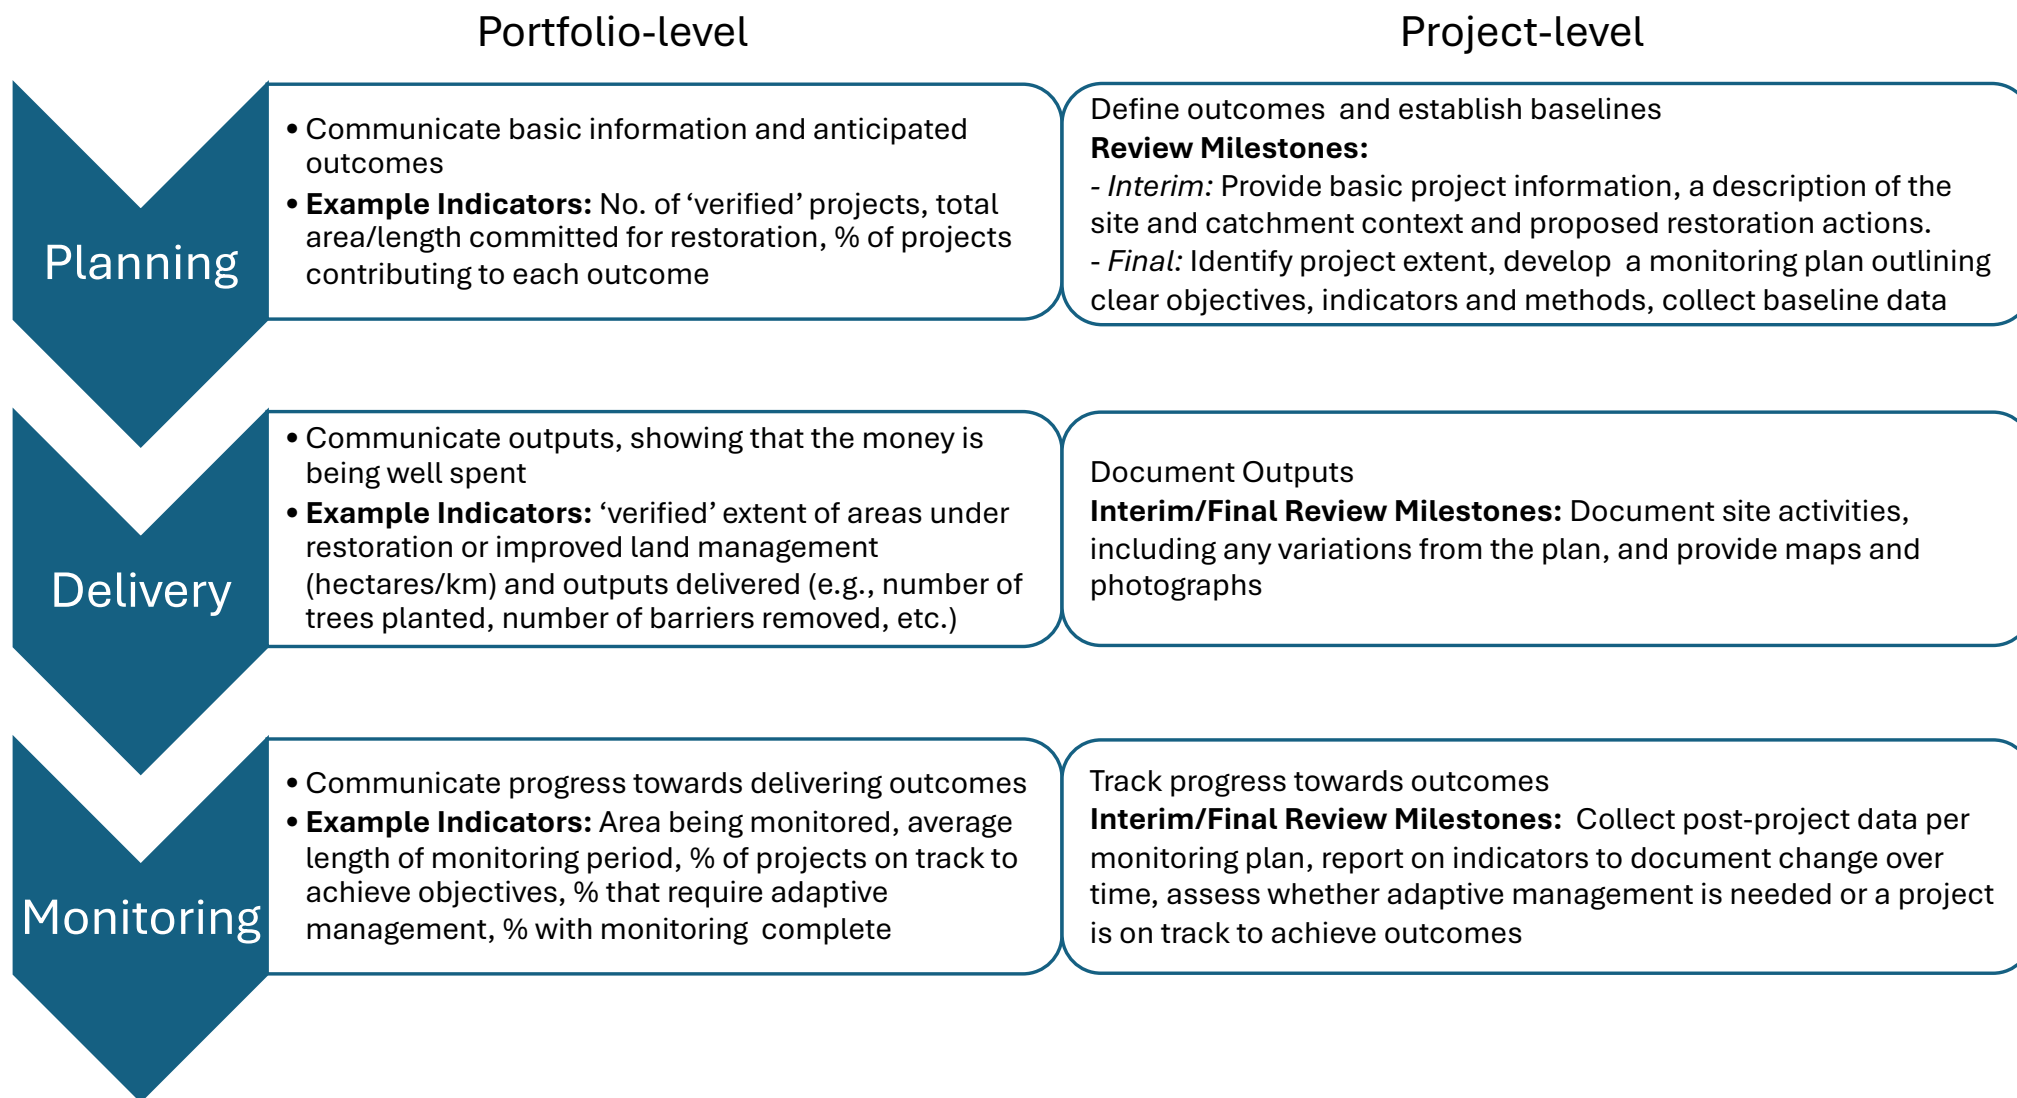 Portfolio-level
Project-level
Planning
• Communicate basic information and anticipated
outcomes
• Example Indicators: No. of ‘verified’ projects, total
area/length committed for restoration, % of projects
contributing to each outcome
Define outcomes  and establish baselines
Review Milestones:
- Interim: Provide basic project information, a description of the
site and catchment context and proposed restoration actions.
- Final: Identify project extent, develop  a monitoring plan outlining
clear objectives, indicators and methods, collect baseline data
Delivery
• Communicate outputs, showing that the money is
being well spent
• Example Indicators: ‘verified’ extent of areas under
restoration or improved land management
(hectares/km) and outputs delivered (e.g., number of
trees planted, number of barriers removed, etc.)
Document Outputs
Interim/Final Review Milestones: Document site activities,
including any variations from the plan, and provide maps and
photographs
Monitoring
• Communicate progress towards delivering outcomes
• Example Indicators: Area being monitored, average
length of monitoring period, % of projects on track to
achieve objectives, % that require adaptive
management, % with monitoring  complete
Track progress towards outcomes
Interim/Final Review Milestones:  Collect post-project data per
monitoring plan, report on indicators to document change over
time, assess whether adaptive management is needed or a project
is on track to achieve outcomes